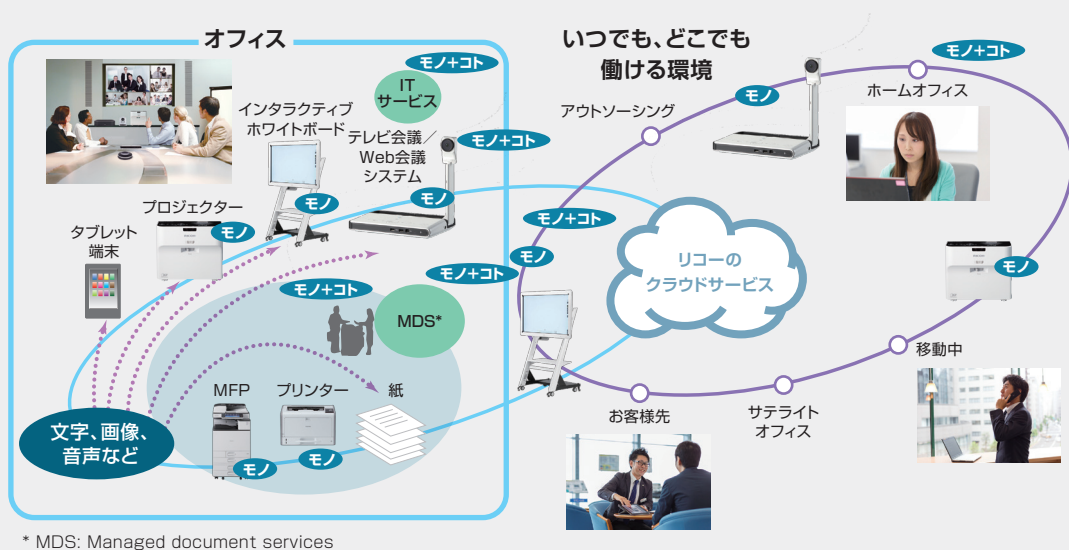 オフィス
モノ+コト
IT
サービス
インタラクティブ
ホワイトボード
テレビ会議／
Web会議
システム
モノ+コト
モノ
モノ
プロジェクター
モノ
タブレット
端末
モノ+コト
モノ+コト
MDS*
MFP
プリンター
紙
文字、画像、
音声など
モノ
モノ
いつでも、どこでも
働ける環境
モノ+コト
ホームオフィス
モノ
アウトソーシング
モノ+コト
モノ
リコーの
クラウドサービス
モノ
移動中
お客様先
サテライト
オフィス
* MDS: Managed document services